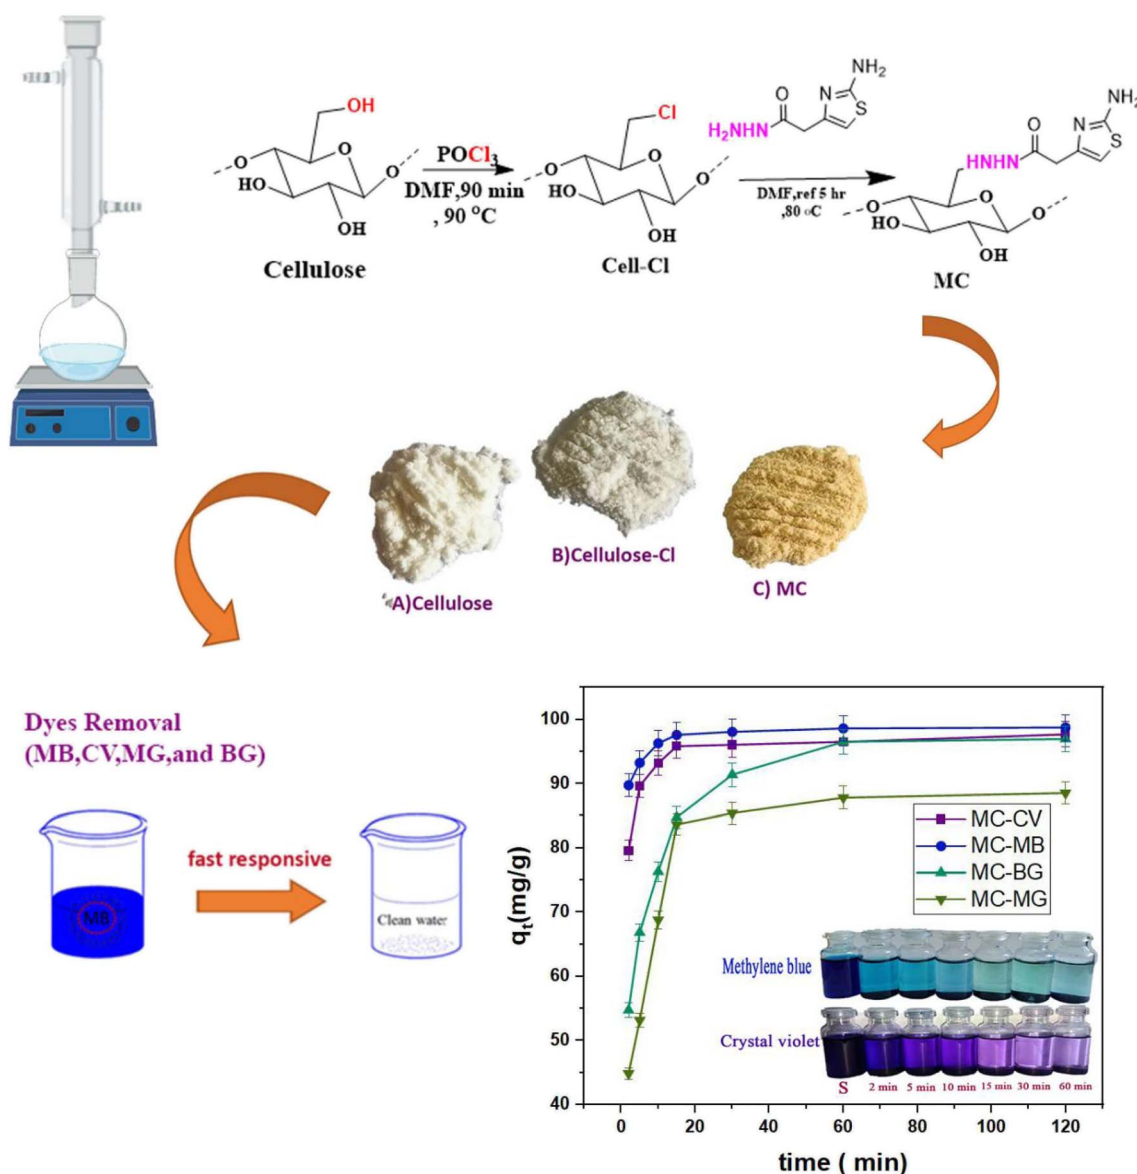 OH
O
O
O
HO
OH
Cellulose
POCl3
DMF,90 min
, 90 °C
Cl
O
O
O
HO
OH
Cell-Cl
NH2
N
S
O
H2NHN
DMF,ref 5 hr
,80 oC
NH2
N
S
O
HNHN
O
O
O
HO
OH
MC
A)Cellulose
B)Cellulose-Cl
C) MC
Dyes Removal
(MB,CV,MG,and BG)
MB
fast responsive
Clean water
qt(mg/g)
100
90
80
70
60
50
40
0
20
40
60
80
100
120
time ( min)
MC-CV
MC-MB
MC-BG
MC-MG
Methylene blue
Crystal violet
S 2 min 5 min 10 min 15 min 30 min 60 min